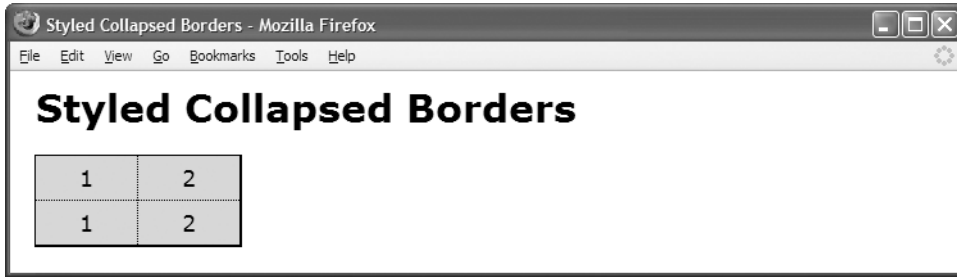 Styled Collapsed Borders - Mozilla Firefox
File Edit View Go Bookmarks Tools Help
Styled Collapsed Borders
1 2
1 2